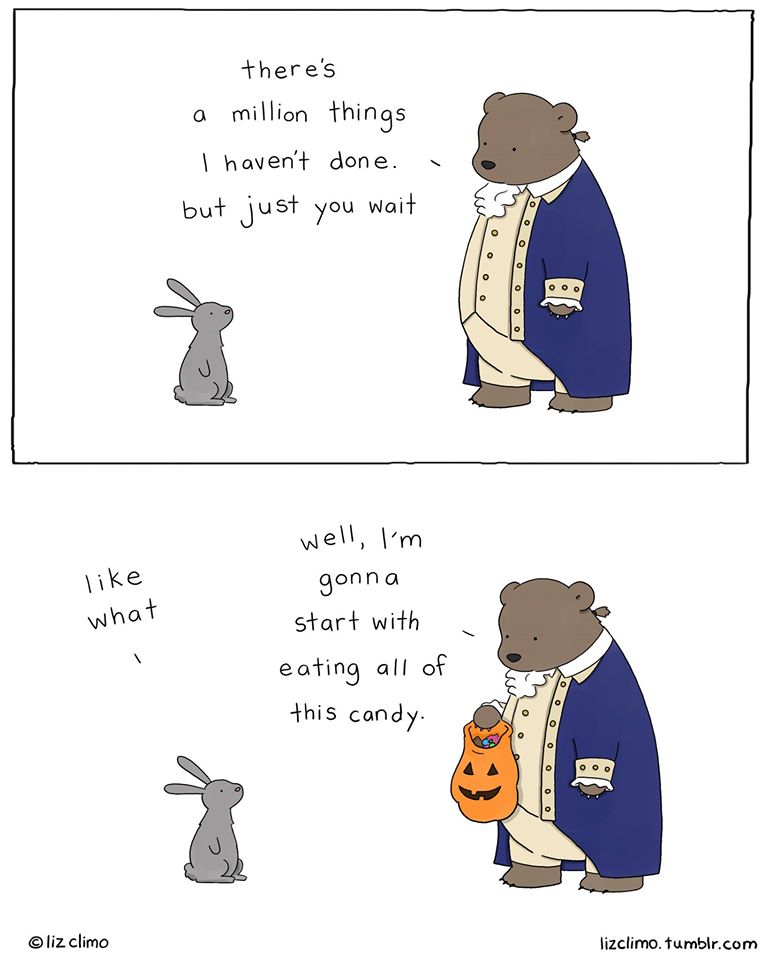 there's
a million things
I haven't done.
but just you wait
like
what
well, I'm
gonna
start with
eating all of
this candy.
© liz climo
lizclimo.tumblr.com